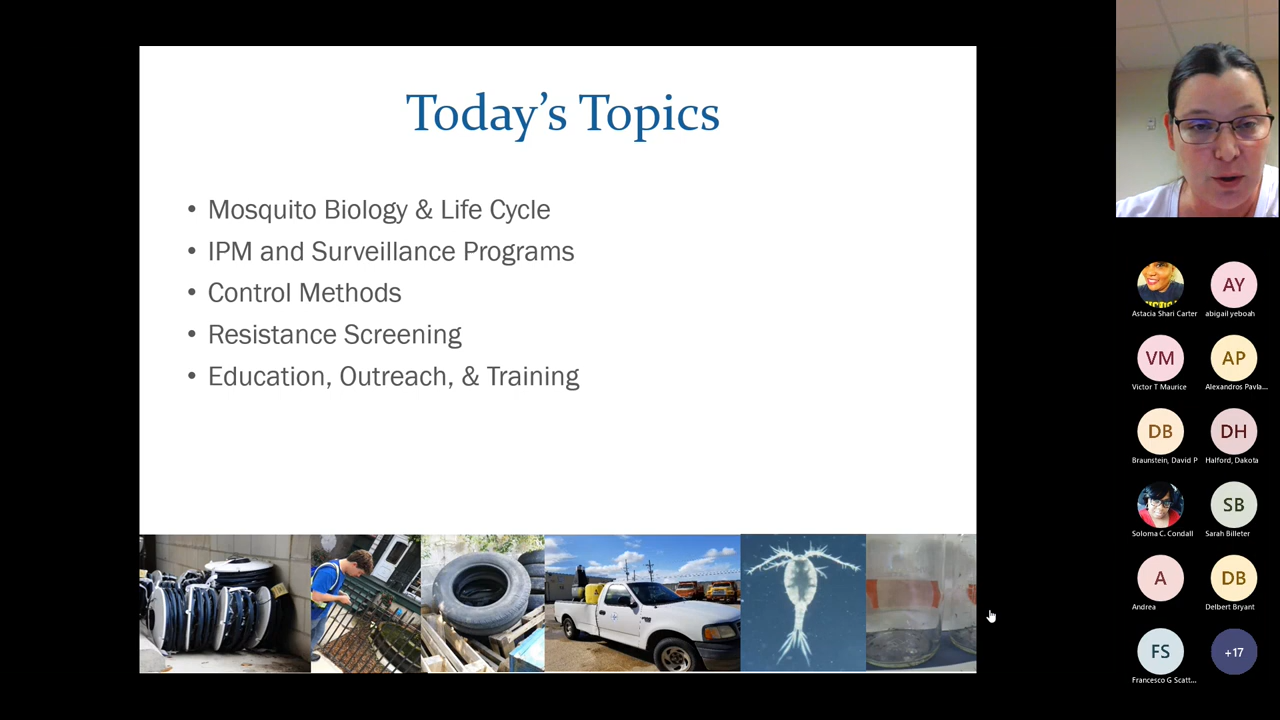 Today's Topics
• Mosquito Biology & Life Cycle
• IPM and Surveillance Programs
• Control Methods
• Resistance Screening
• Education, Outreach, & Training
Astacia Shari Carter
AY
abigail yeboah
VM
Victor T Maurice
AP
Alexandros Pavla...
DB
Braunstein, David P
DH
Halford, Dakota
Soloma C. Condall
SB
Sarah Billeter
A
Andrea
DB
Delbert Bryant
FS
Francesco G Scatt...
+17